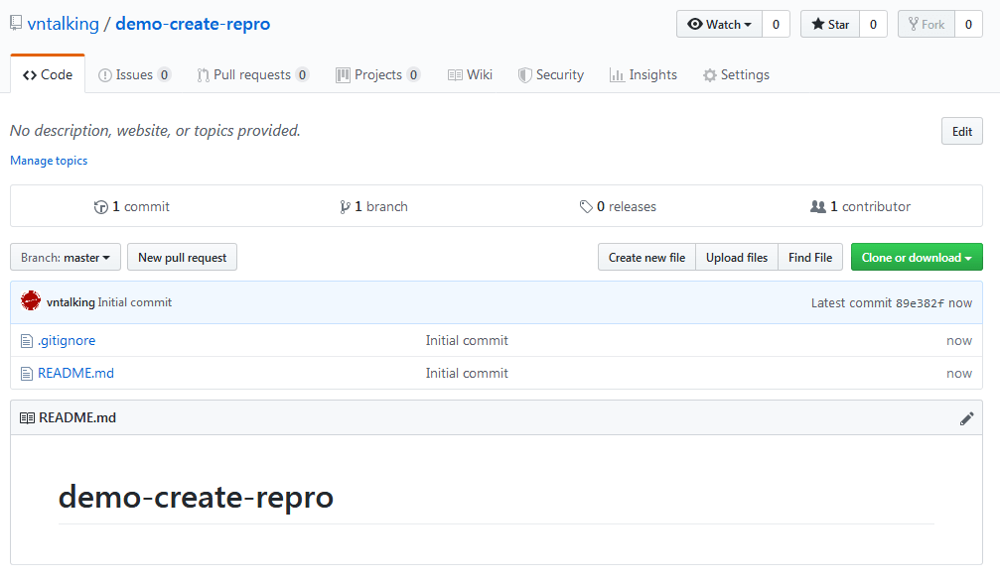 vntalking / demo-create-repro
Watch 0 Star 0 Fork 0
Code Issues 0 Pull requests 0 Projects 0 Wiki Security Insights Settings
No description, website, or topics provided.
Edit
Manage topics
1 commit 1 branch 0 releases 1 contributor
Branch: master New pull request Create new file Upload files Find File Clone or download
vntalking Initial commit Latest commit 89e382f now
.gitignore Initial commit now
README.md Initial commit now
README.md
demo-create-repro